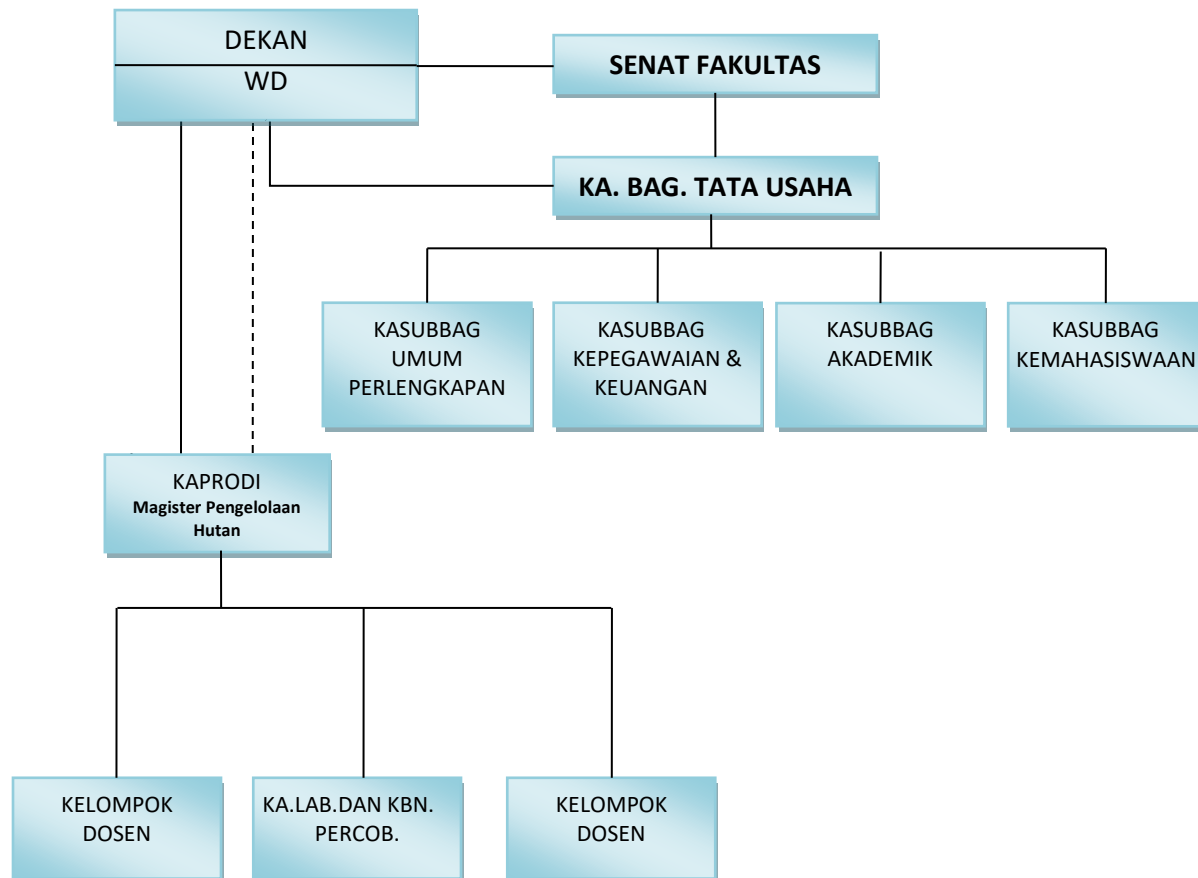 DEKAN
WD
SENAT FAKULTAS
KA. BAG. TATA USAHA
KASUBBAG
UMUM
PERLENGKAPAN
KASUBBAG
KEPEGAWAIAN &
KEUANGAN
KASUBBAG
AKADEMIK
KASUBBAG
KEMAHASISWAAN
KAPRODI
Magister Pengelolaan
Hutan
KELOMPOK
DOSEN
KA.LAB.DAN KBN.
PERCOB.
KELOMPOK
DOSEN